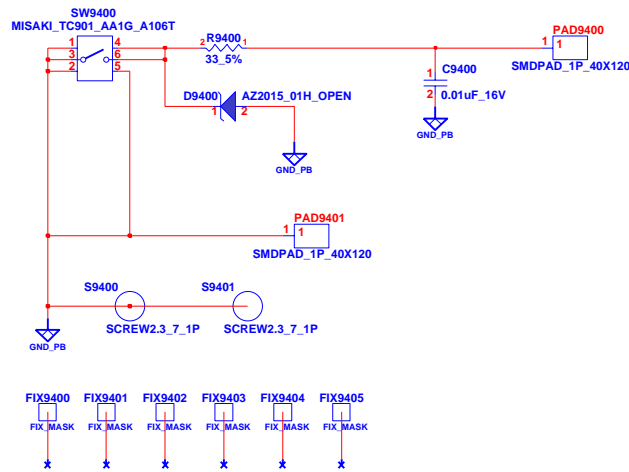 SW9400
MISAKI_TC901_AA1G_A106T
1
3
2
4
6
5
2
R9400
1
33_5%
PAD9400
1
1
SMDPAD_1P_40X120
1
C9400
2
0.01uF_16V
GND_PB
D9400
AZ2015_01H_OPEN
1
2
GND_PB
PAD9401
1
1
SMDPAD_1P_40X120
S9400
S9401
SCREW2.3_7_1P
SCREW2.3_7_1P
GND_PB
FIX9400
FIX9401
FIX9402
FIX9403
FIX9404
FIX9405
FIX_MASK
FIX_MASK
FIX_MASK
FIX_MASK
FIX_MASK
FIX_MASK